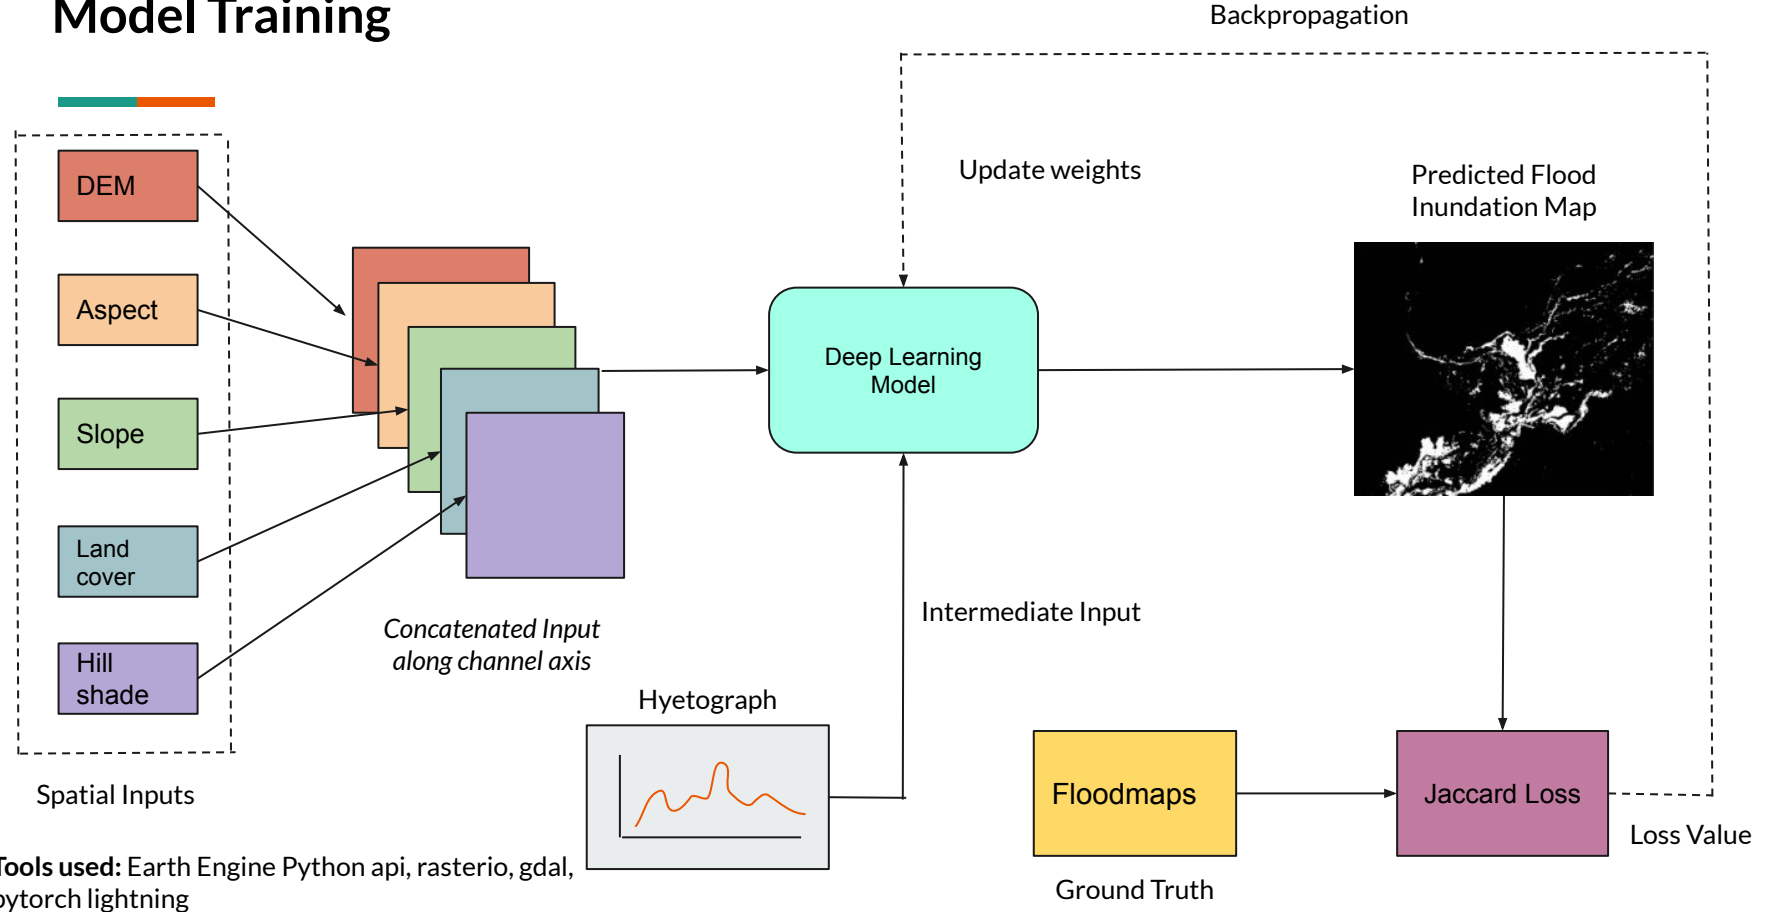 Model Training
Backpropagation
Update weights
Predicted Flood
Inundation Map
DEM
Aspect
Slope
Land
cover
Hill
shade
Spatial Inputs
Concatenated Input
along channel axis
Deep Learning
Model
Intermediate Input
Hyetograph
Floodmaps
Ground Truth
Jaccard Loss
Loss Value
Tools used: Earth Engine Python api, rasterio, gdal,
pytorch lightning